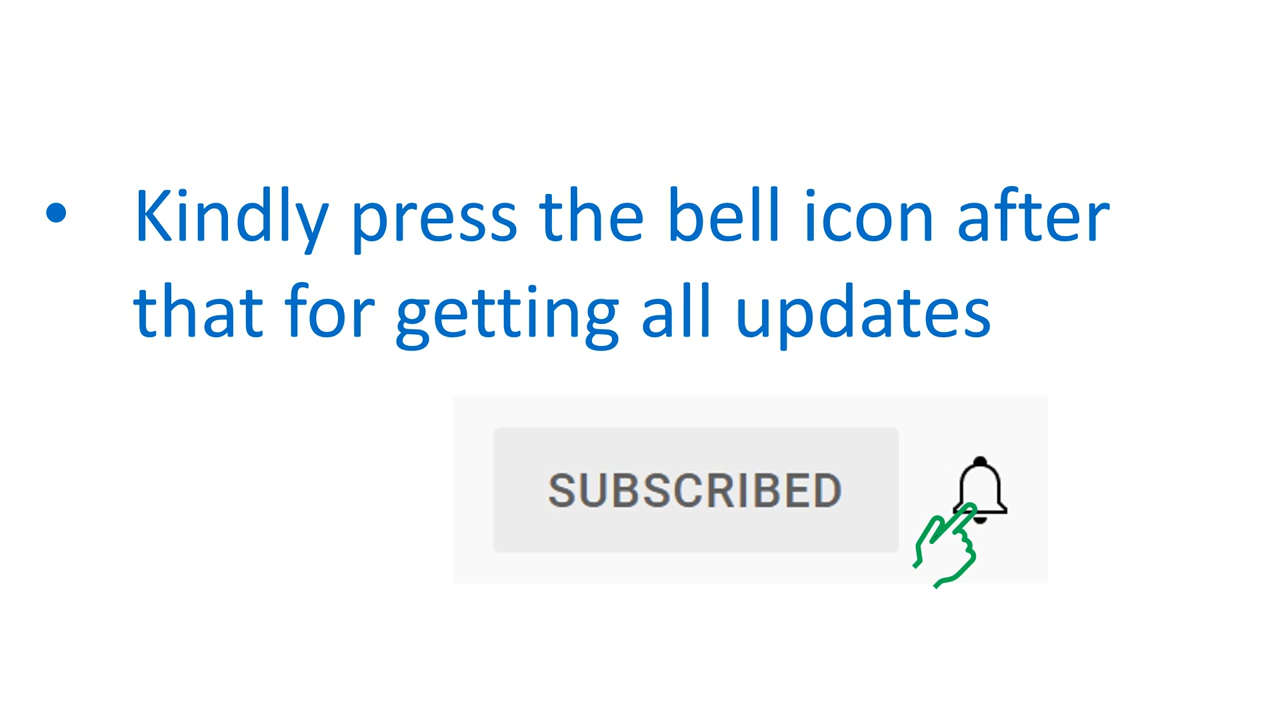 • Kindly press the bell icon after
that for getting all updates
SUBSCRIBED